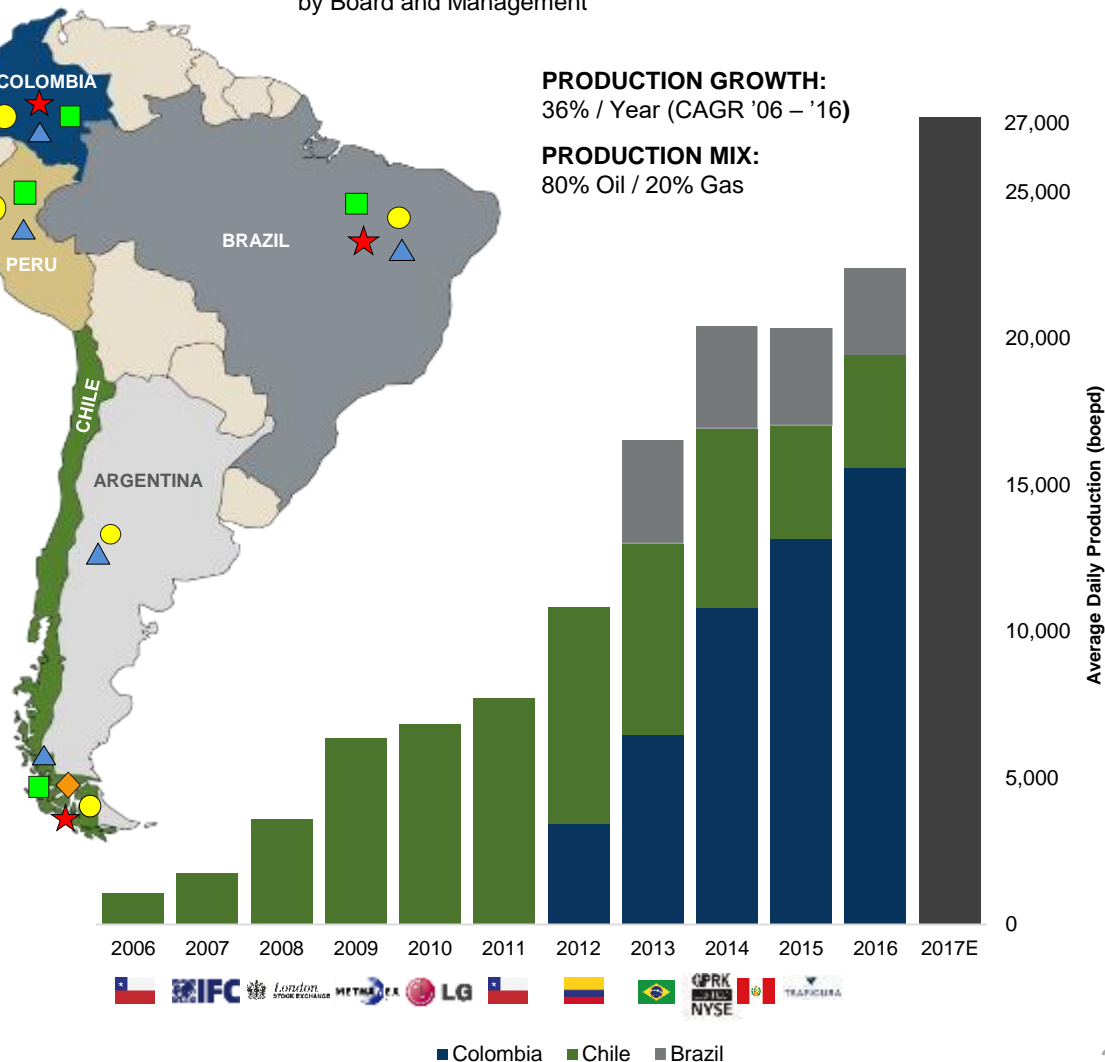 by Board and Management
COLOMBIA
PERU
BRAZIL
CHILE
ARGENTINA
PRODUCTION GROWTH:
36% / Year (CAGR '06 – '16)
PRODUCTION MIX:
80% Oil / 20% Gas
27,000
25,000
20,000
15,000
10,000
5,000
0
Average Daily Production (boepd)
2006 2007 2008 2009 2010 2011 2012 2013 2014 2015 2016 2017E
IFC
London
STOCK EXCHANGE
METHANEX
LG
GPRK
NYSE
TRAFIGURA
Colombia Chile Brazil